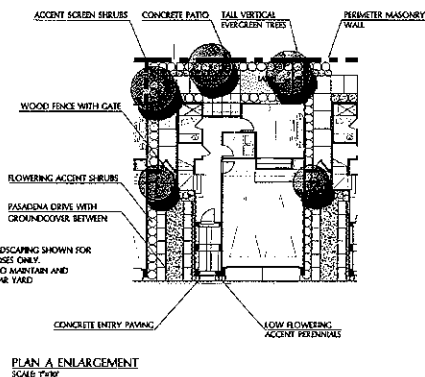 ACCENT SCREEN SHRUBS
CONCRETE PATIO
TALL VERTICAL
EVERGREEN TREES
PERIMETER MASONRY
WALL
WOOD FENCE WITH GATE
FLOWERING ACCENT SHRUBS
PASADENA DRIVE WITH
GROUNDCOVER BETWEEN
DSCAPING SHOWN FOR
OSES ONLY.
O MAINTAIN AND
AR YARD
CONCRETE ENTRY PAVING
LOW FLOWERING
ACCENT PERENNIALS
PLAN A ENLARGEMENT
SCALE